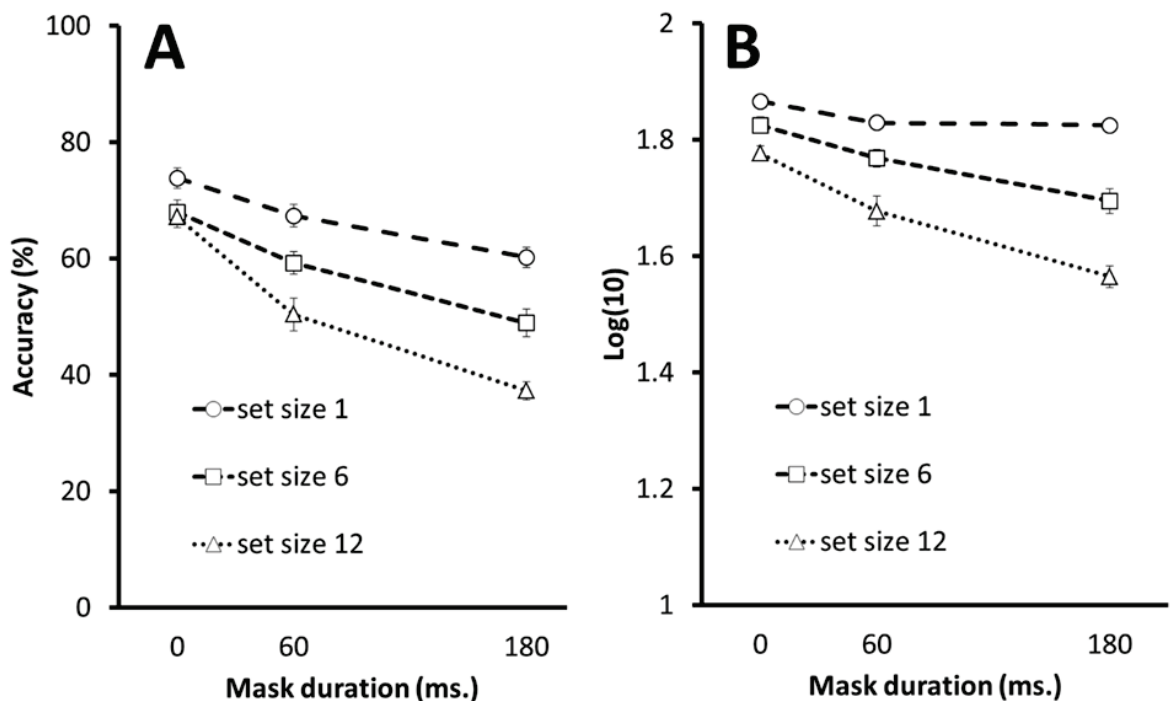 A
100
80
60
40
20
0
Accuracy (%)
set size 1
set size 6
set size 12
0 60 180
Mask duration (ms.)
B
2
1.8
1.6
1.4
1.2
1
Log(10)
set size 1
set size 6
set size 12
0 60 180
Mask duration (ms.)